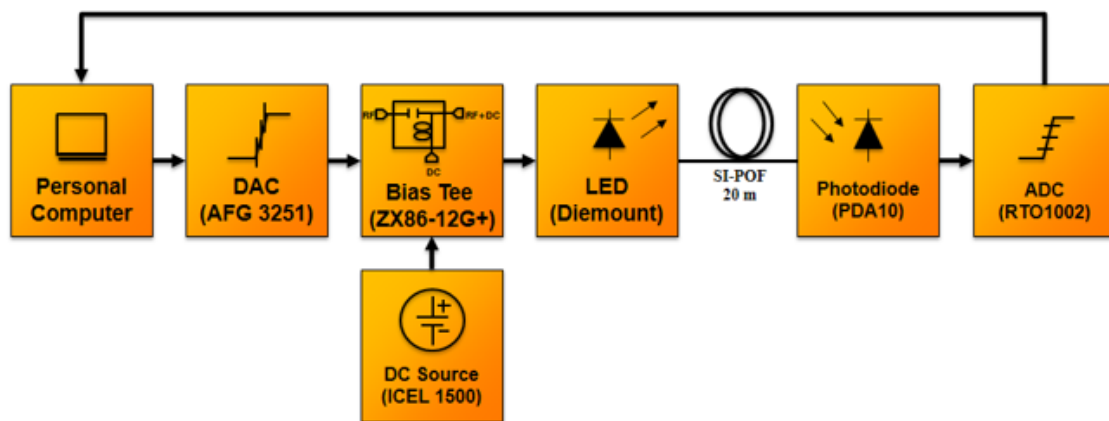 Personal
Computer
DAC
(AFG 3251)
RF
RF+DC
DC
Bias Tee
(ZX86-12G+)
LED
(Diemount)
SI-POF
20 m
Photodiode
(PDA10)
ADC
(RTO1002)
+
-
DC Source
(ICEL 1500)